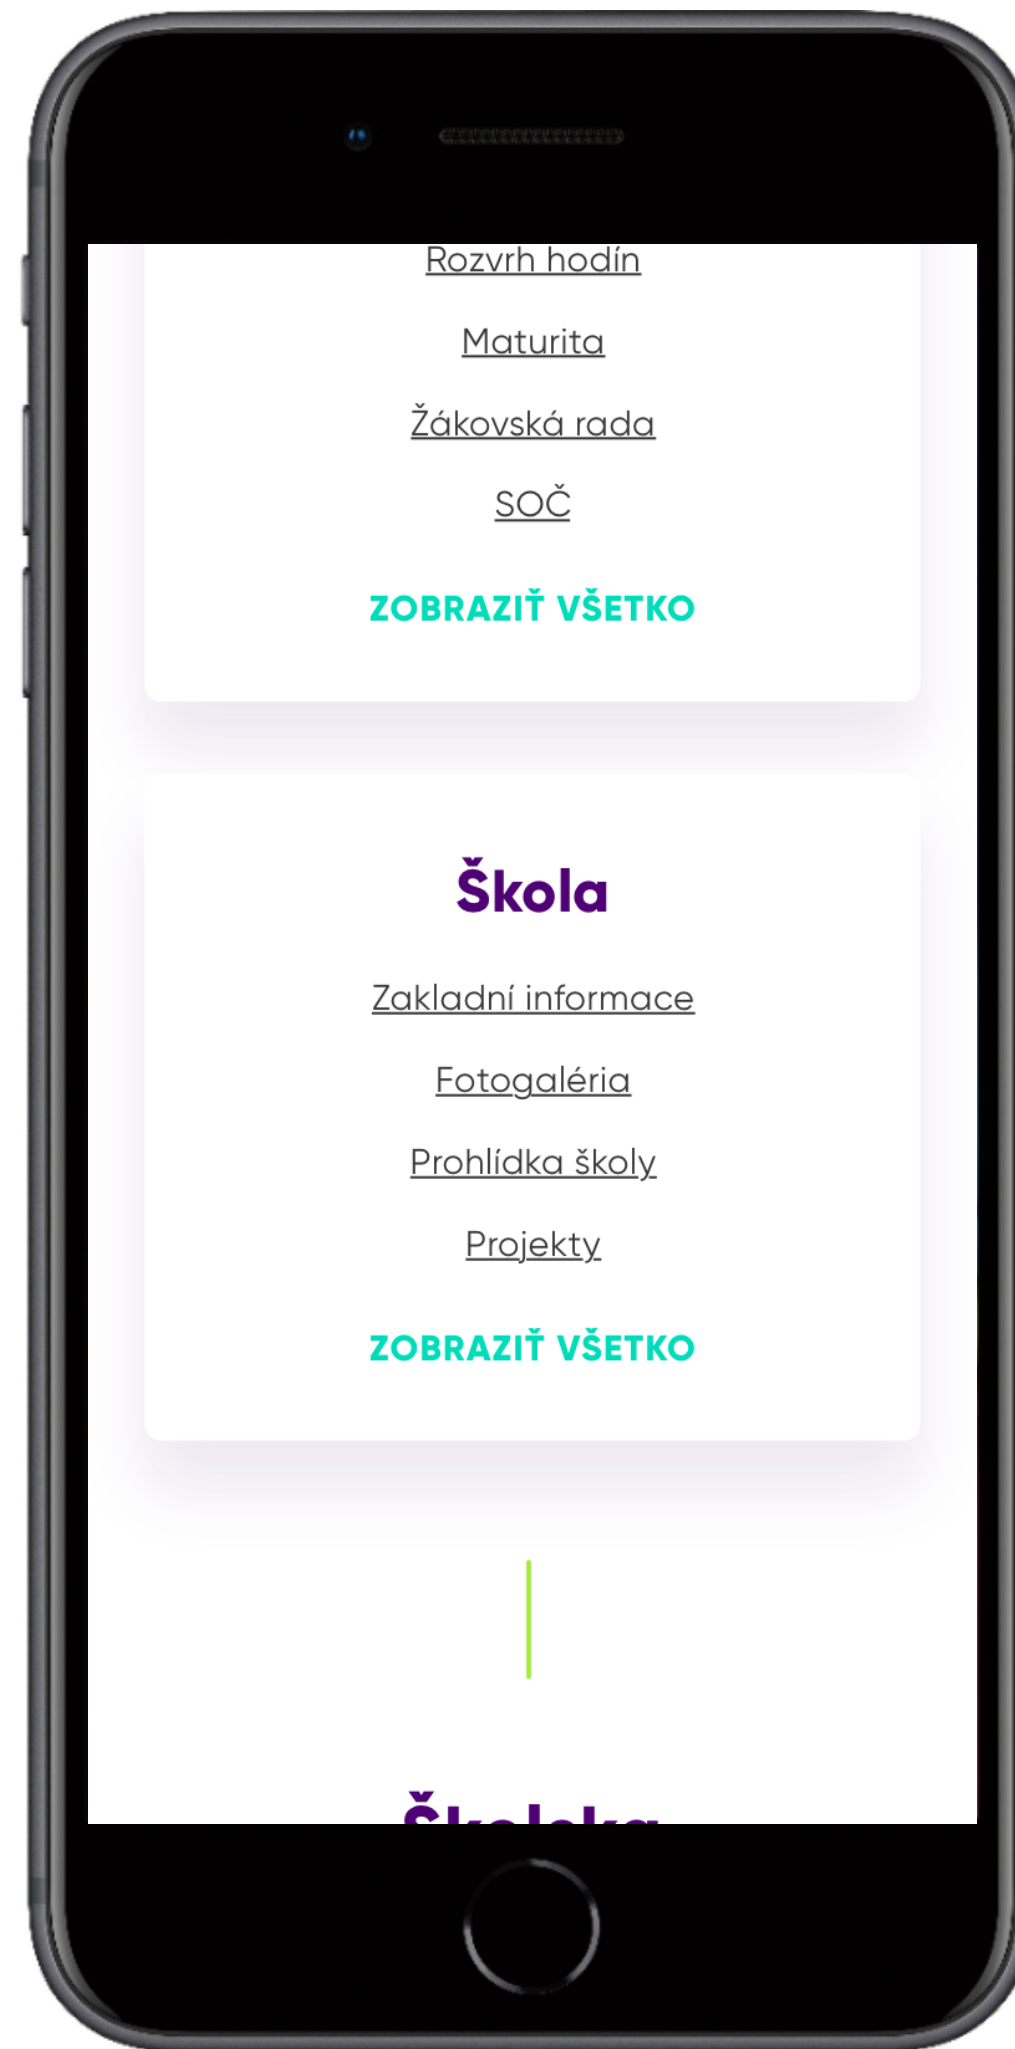 Rozvrh hodín
Maturita
Žákovská rada
SOČ
ZOBRAZIŤ VŠETKO
Škola
Zakladní informace
Fotogaléria
Prohlídka školy
Projekty
ZOBRAZIŤ VŠETKO